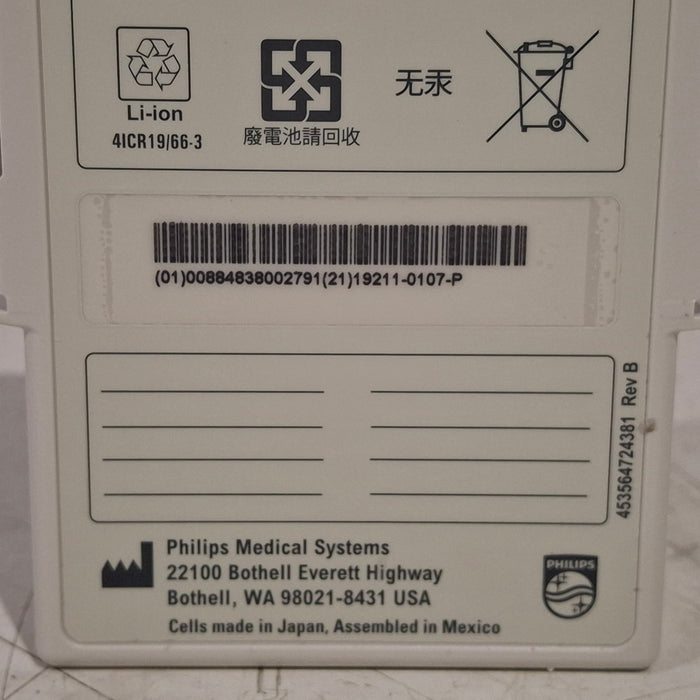 Li-ion
4ICR19/66-3
廢電池請回收
无汞
(01)00884838002791(21)19211-0107-P
453564724381 Rev B
Philips Medical Systems
22100 Bothell Everett Highway
Bothell, WA 98021-8431 USA
Cells made in Japan, Assembled in Mexico
PHILIPS